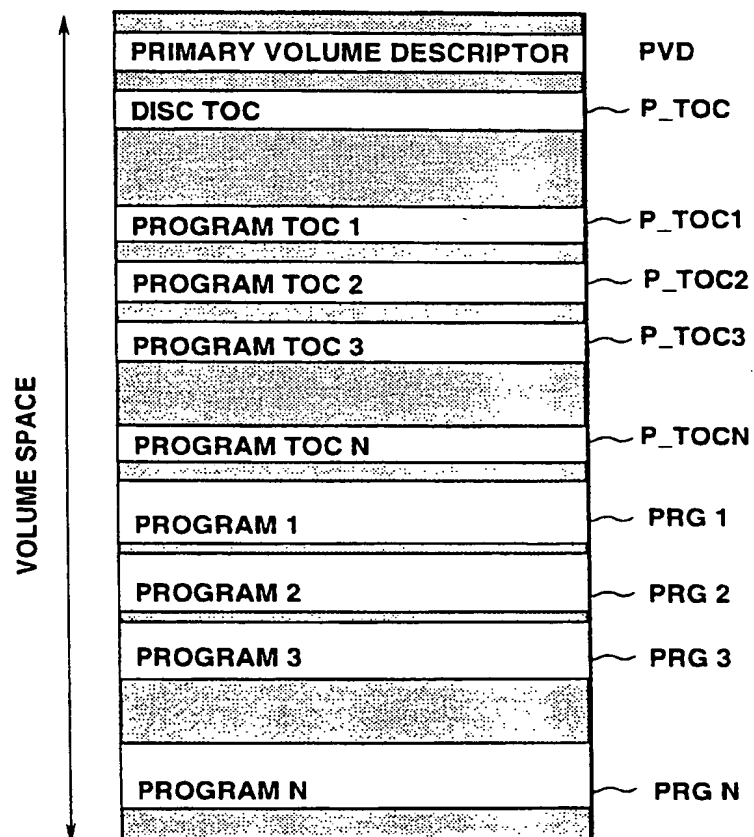 PRIMARY VOLUME DESCRIPTOR PVD
DISC TOC P_TOC
PROGRAM TOC 1 P_TOC1
PROGRAM TOC 2 P_TOC2
PROGRAM TOC 3 P_TOC3
PROGRAM TOC N P_TOCN
PROGRAM 1 PRG 1
PROGRAM 2 PRG 2
PROGRAM 3 PRG 3
PROGRAM N PRG N
VOLUME SPACE